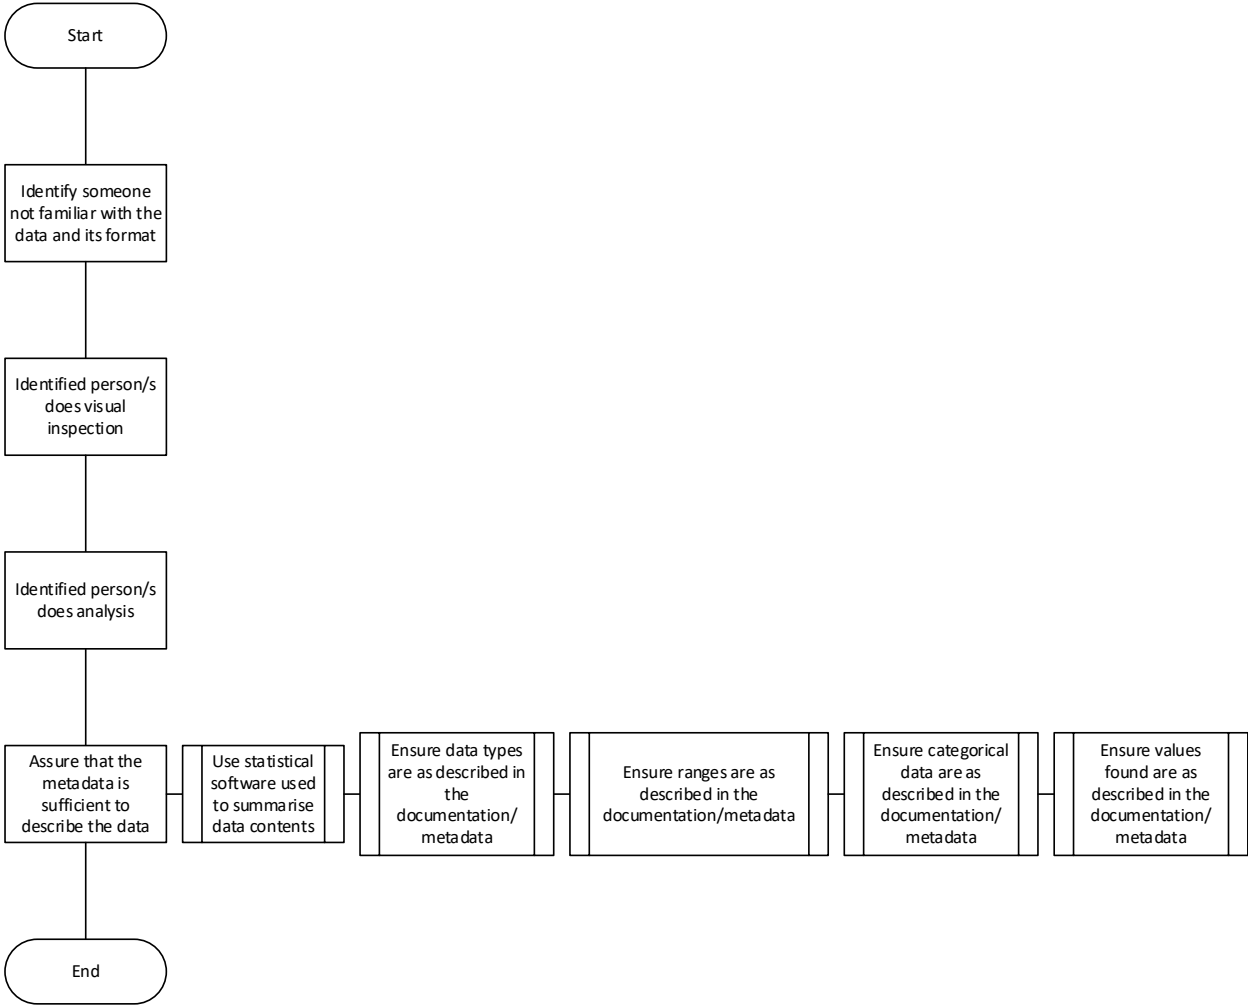 Start
Identify someone
not familiar with the
data and its format
Identified person/s
does visual
inspection
Identified person/s
does analysis
Assure that the
metadata is
sufficient to
describe the data
Use statistical
software used
to summarise
data contents
Ensure data types
are as described in
the
documentation/
metadata
Ensure ranges are as
described in the
documentation/metadata
Ensure categorical
data are as
described in the
documentation/
metadata
Ensure values
found are as
described in the
documentation/
metadata
End